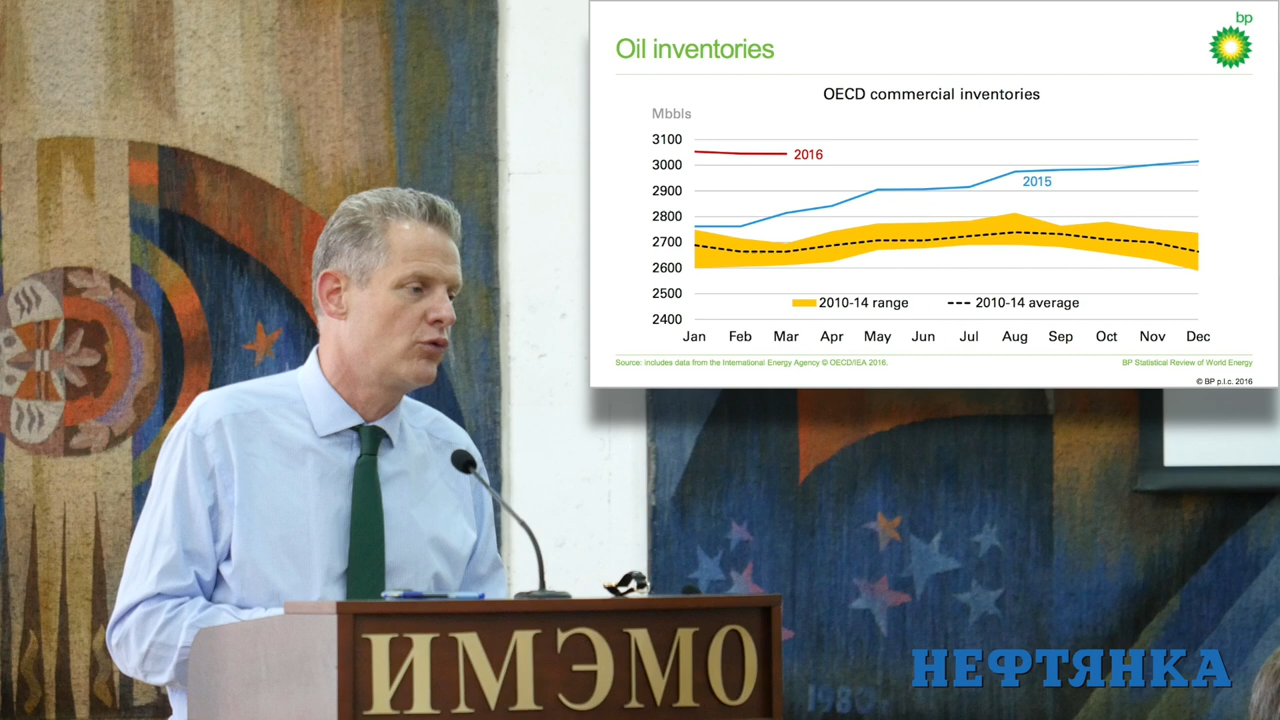 bp
Oil inventories
OECD commercial inventories
Mbbls
3100
3000
2900
2800
2700
2600
2500
2400
2016
2015
2010-14 range
2010-14 average
Jan Feb Mar Apr May Jun Jul Aug Sep Oct Nov Dec
Source: includes data from the International Energy Agency © OECD/IEA 2016.
BP Statistical Review of World Energy
© BP p.l.c. 2016
ИМЭМО
НЕФТЯНКА
1980